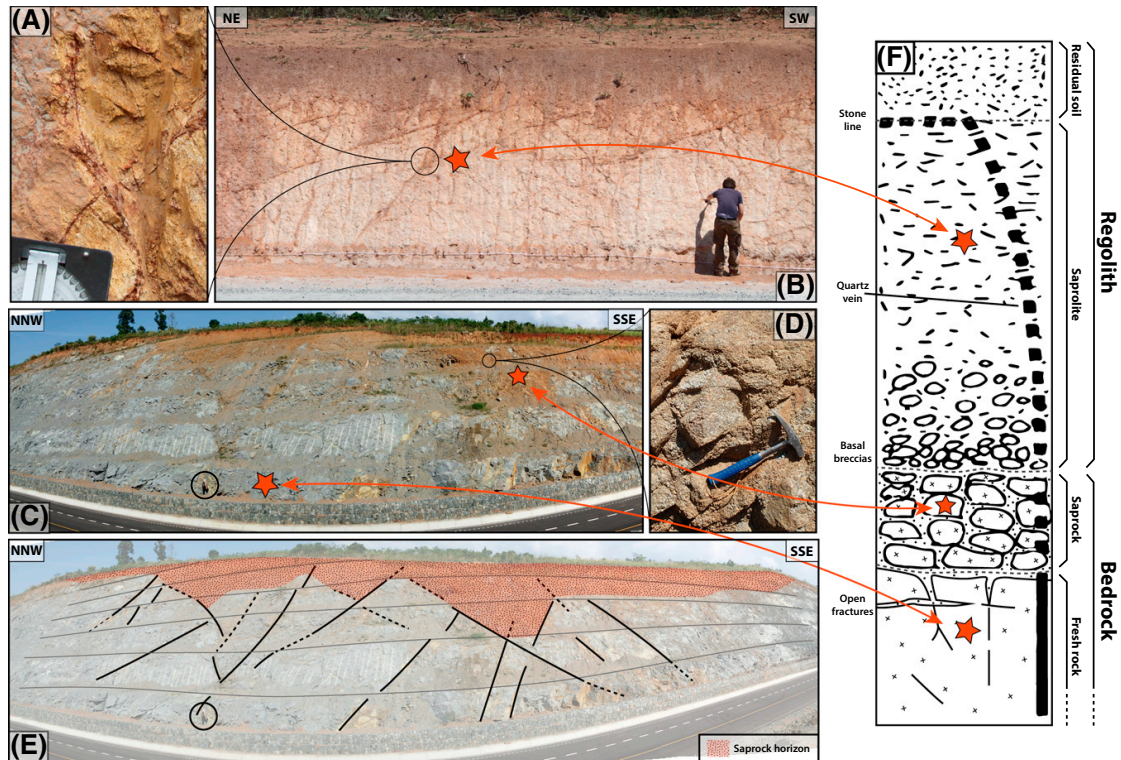 (A)
NE
SW
(B)
NNW
SSE
(C)
(D)
NNW
SSE
(E)
Saprock horizon
(F)
Stone
line
Quartz
vein
Basal
breccias
Open
fractures
Residual soil
Saprolite
Saprock
Fresh rock
Regolith
Bedrock